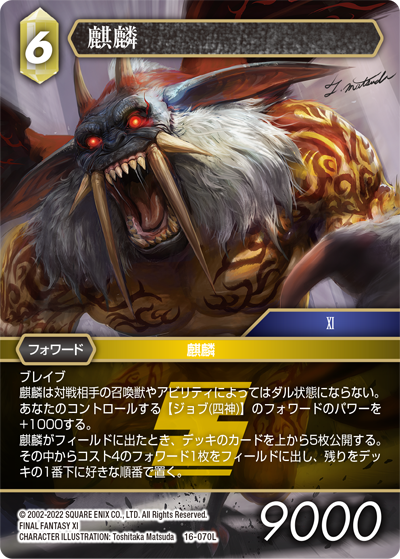 6
麒麟
T. Matsuda
XI
フォワード
麒麟
ブレイブ
麒麟は対戦相手の召喚獣やアビリティによってはダル状態にならない。
あなたのコントロールする【ジョブ(四神)】のフォワードのパワーを
+1000する。
麒麟がフィールドに出たとき、デッキのカードを上から5枚公開する。
その中からコスト4のフォワード1枚をフィールドに出し、残りをデッ
キの1番下に好きな順番で置く。
© 2002-2022 SQUARE ENIX CO., LTD. All Rights Reserved.
FINAL FANTASY XI
CHARACTER ILLUSTRATION: Toshitaka Matsuda
16-070L
9000